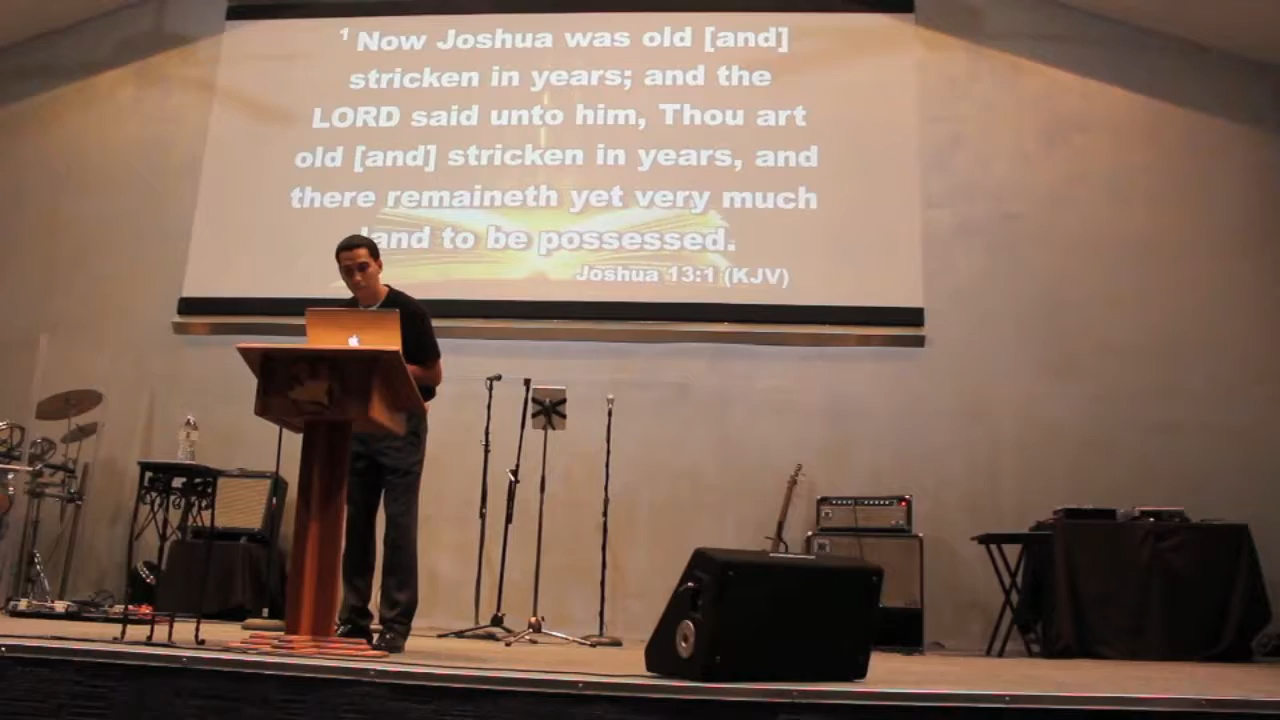 1 Now Joshua was old [and]
stricken in years; and the
LORD said unto him, Thou art
old [and] stricken in years, and
there remaineth yet very much
land to be possessed.
Joshua 13:1 (KJV)